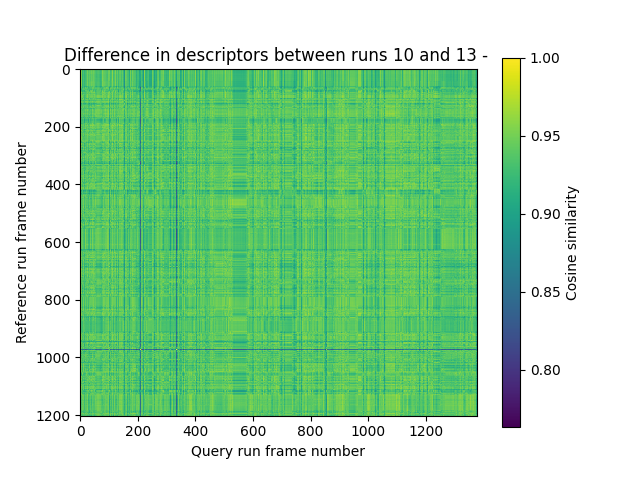 Difference in descriptors between runs 10 and 13 -
0
200
400
600
800
1000
1200
Reference run frame number
0 200 400 600 800 1000 1200
Query run frame number
1.00
0.95
0.90
0.85
0.80
Cosine similarity